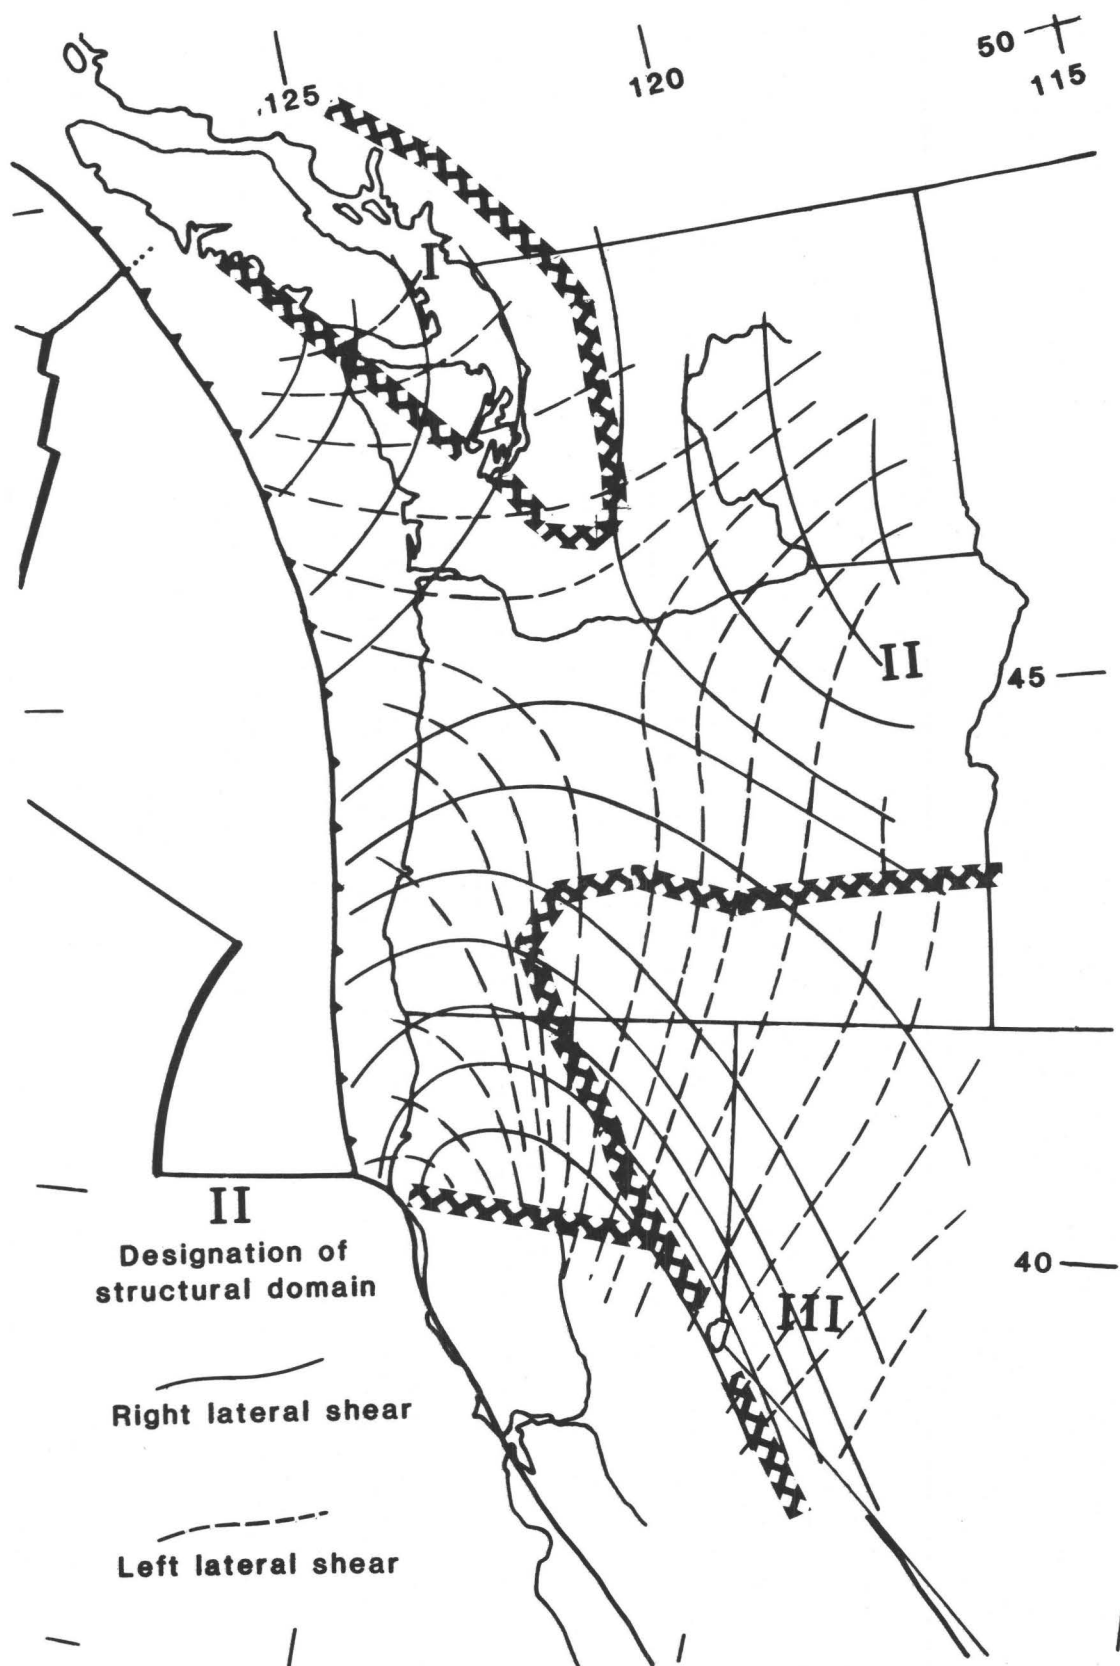 50
120
115
125
I
II
45
II
Designation of
structural domain
40
III
Right lateral shear
Left lateral shear